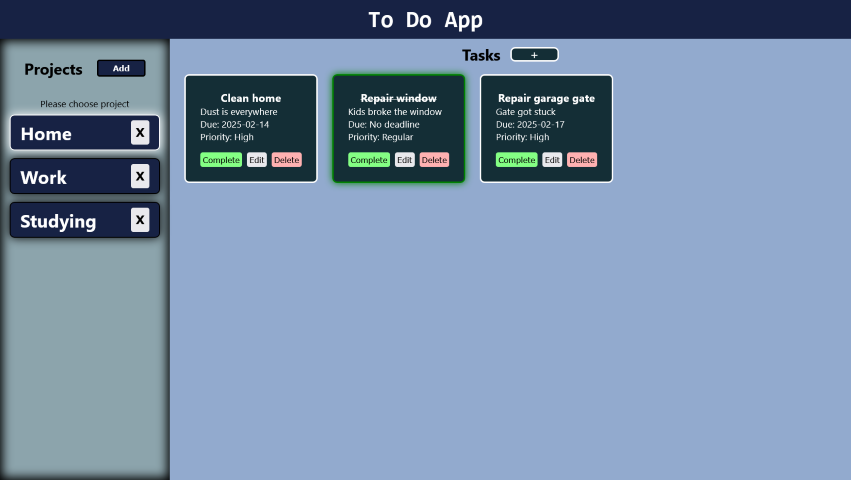 To Do App
Projects
Add
Please choose project
Home X
Work X
Studying X
Tasks +
Clean home
Dust is everywhere
Due: 2025-02-14
Priority: High
Complete Edit Delete
Repair window
Kids broke the window
Due: No deadline
Priority: Regular
Complete Edit Delete
Repair garage gate
Gate got stuck
Due: 2025-02-17
Priority: High
Complete Edit Delete